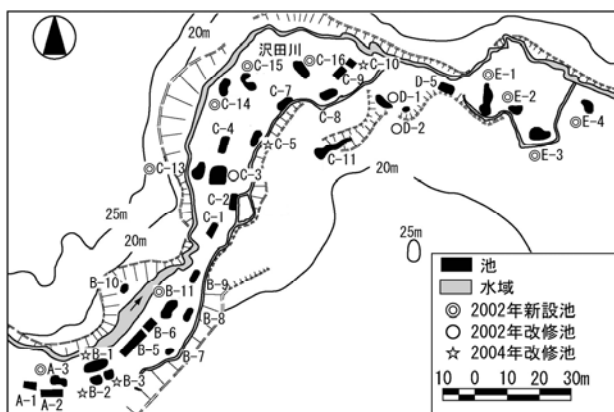 20m
沢田川
C-16
C-15
C-10
C-9
E-1
C-7
D-5
C-14
D-1
E-2
C-8
E-4
C-4
D-2
C-5
C-11
E-3
C-13
C-3
20m
C-2
25m
C-1
25m
20m
B-10
B-9
B-11
B-8
B-6
B-5
B-7
B-1
A-3
B-3
B-2
A-1
A-2
池
水域
2002年新設池
2002年改修池
2004年改修池
10 0 10 20 30m